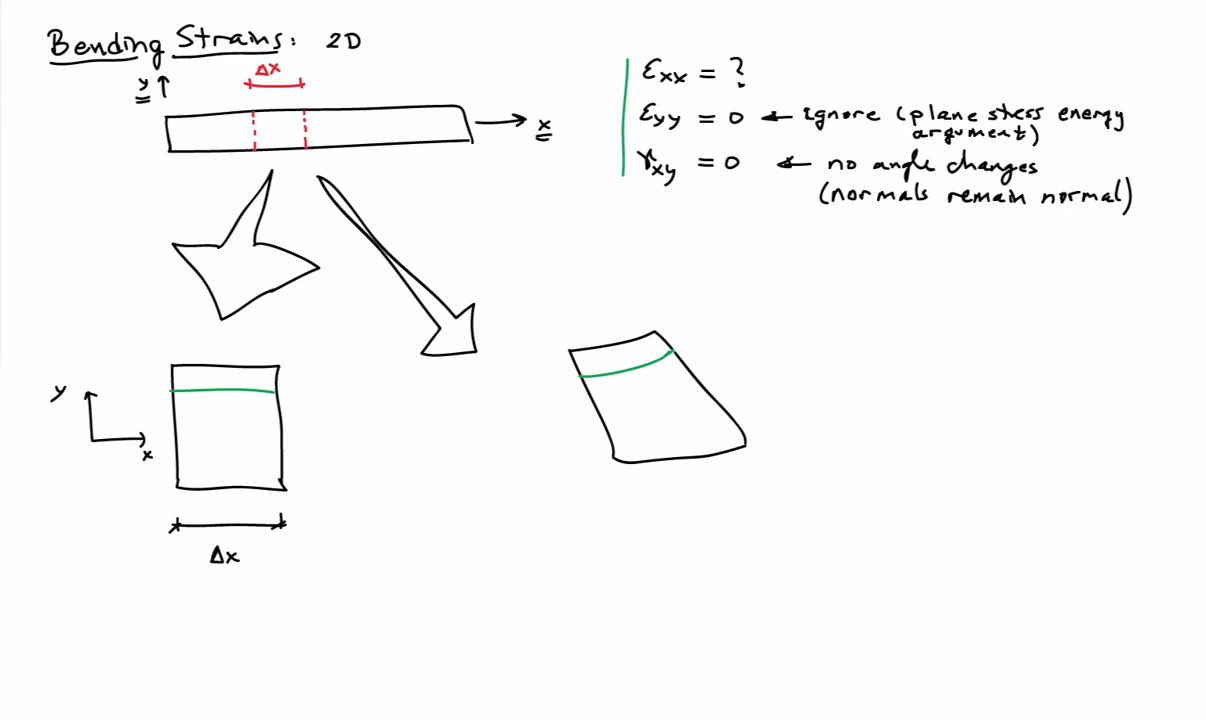 Bending Strains: 2D
Δx
y
x
εxx = ?
εyy = 0 ← ignore (plane stress energy
argument)
γxy = 0 ← no angle changes
(normals remain normal)
y
x
Δx